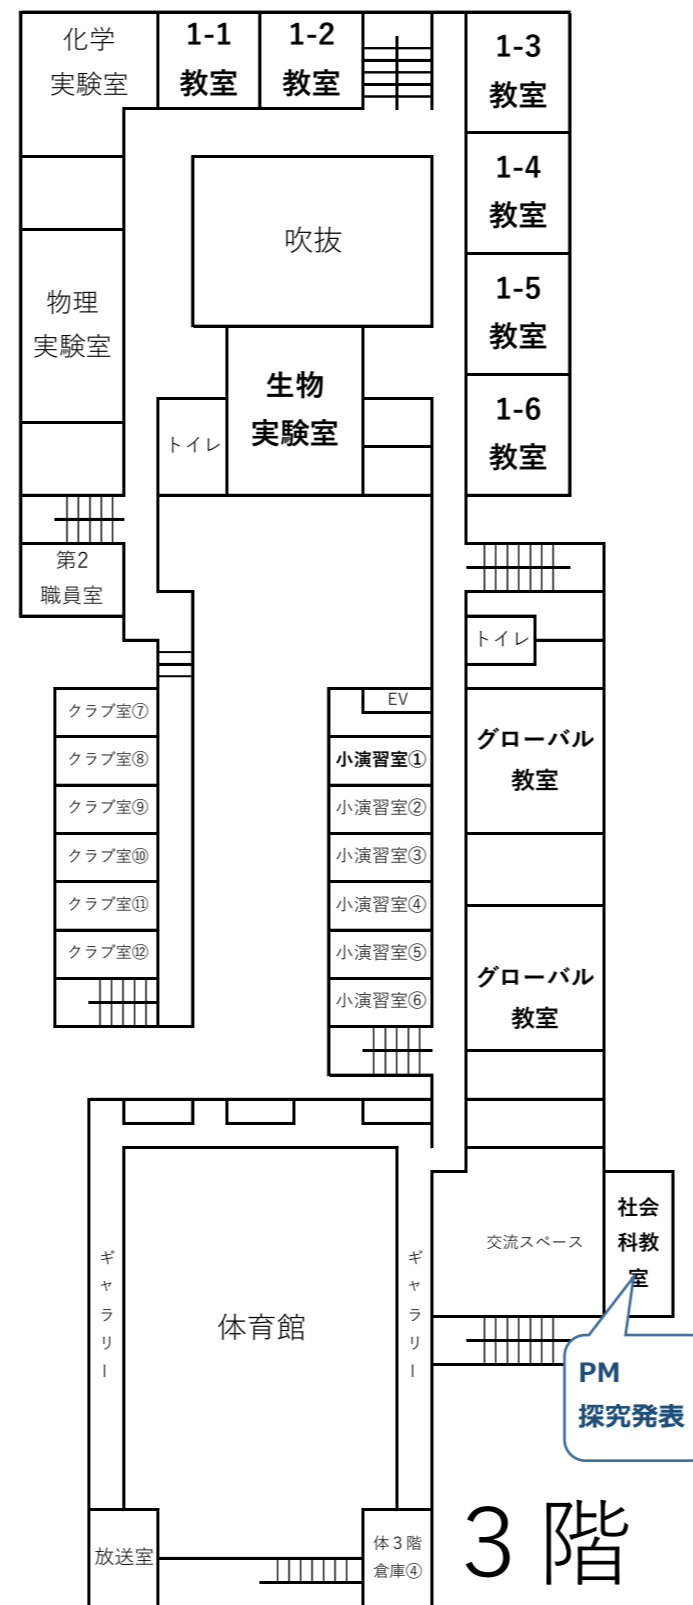 化学
実験室
1-1
教室
1-2
教室
1-3
教室
1-4
教室
吹抜
1-5
教室
物理
実験室
生物
実験室
1-6
教室
トイレ
第2
職員室
トイレ
EV
クラブ室⑦
クラブ室⑧
クラブ室⑨
クラブ室⑩
クラブ室⑪
クラブ室⑫
小演習室①
小演習室②
小演習室③
小演習室④
小演習室⑤
小演習室⑥
グローバル
教室
グローバル
教室
社会
科教
室
交流スペース
ギャラリー
体育館
ギャラリー
PM
探究発表
放送室
体3階
倉庫④
3階